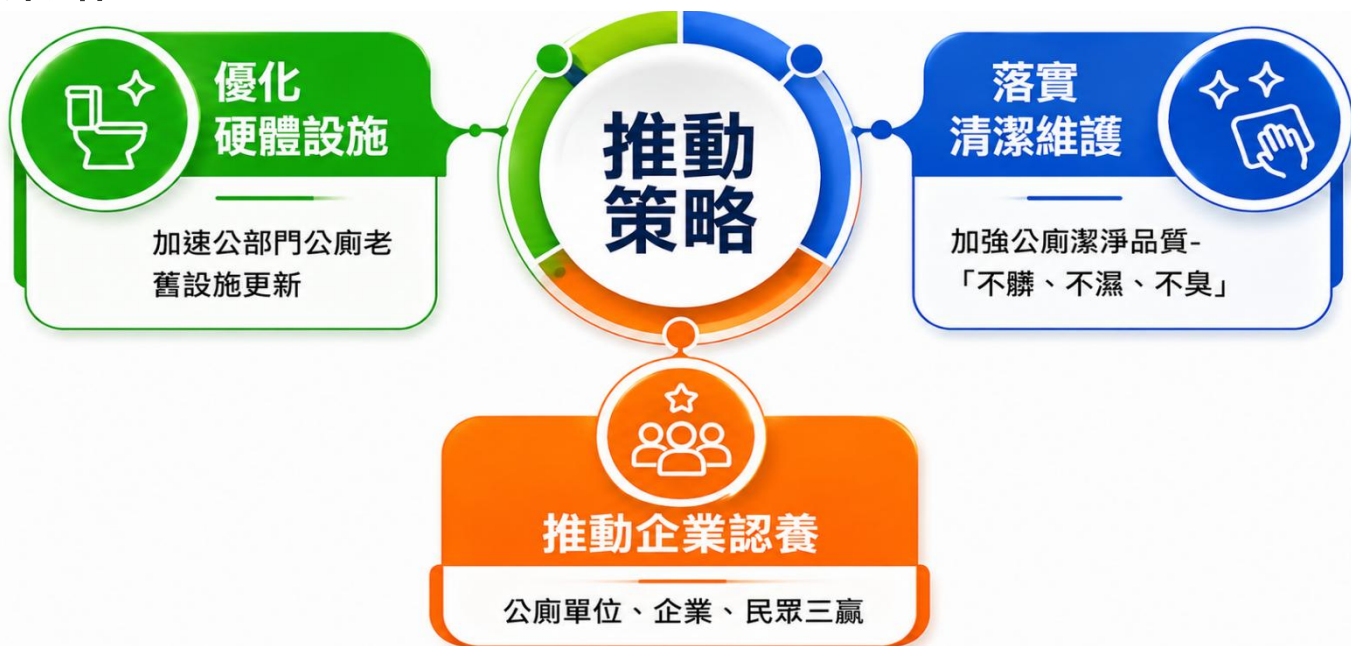 優化
硬體設施
加速公部門公廁老
舊設施更新
推動
策略
落實
清潔維護
加強公廁潔淨品質-
「不髒、不濕、不臭」
推動企業認養
公廁單位、企業、民眾三贏